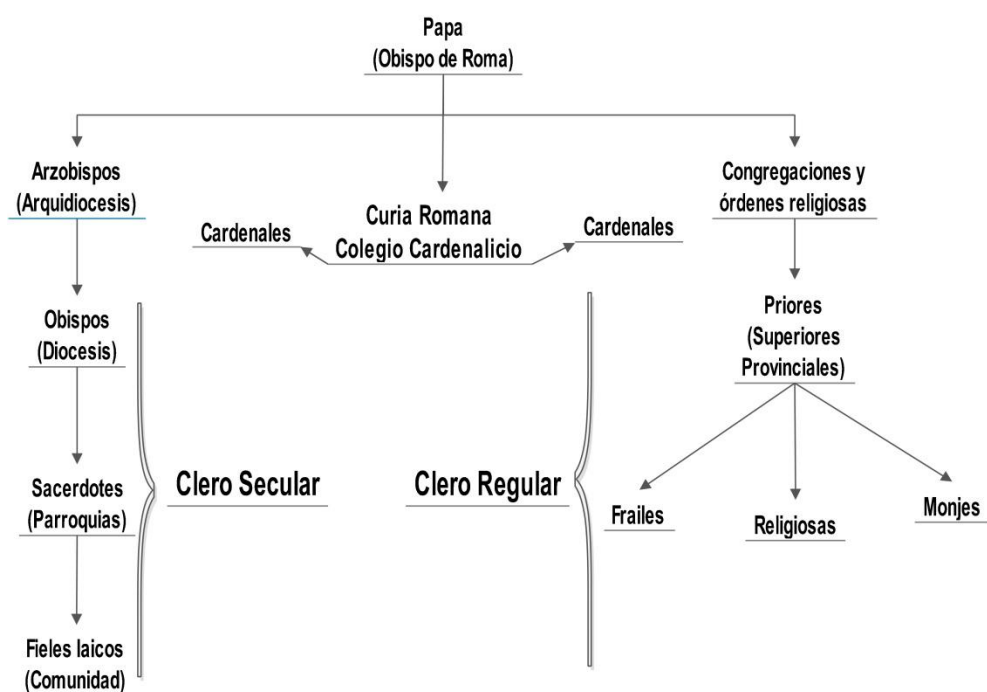 Papa
(Obispo de Roma)
Arzobispos
(Arquidiocesis)
Curia Romana
Colegio Cardenalicio
Cardenales
Cardenales
Congregaciones y
órdenes religiosas
Obispos
(Diocesis)
Sacerdotes
(Parroquias)
Fieles laicos
(Comunidad)
Clero Secular
Clero Regular
Priores
(Superiores
Provinciales)
Frailes
Religiosas
Monjes